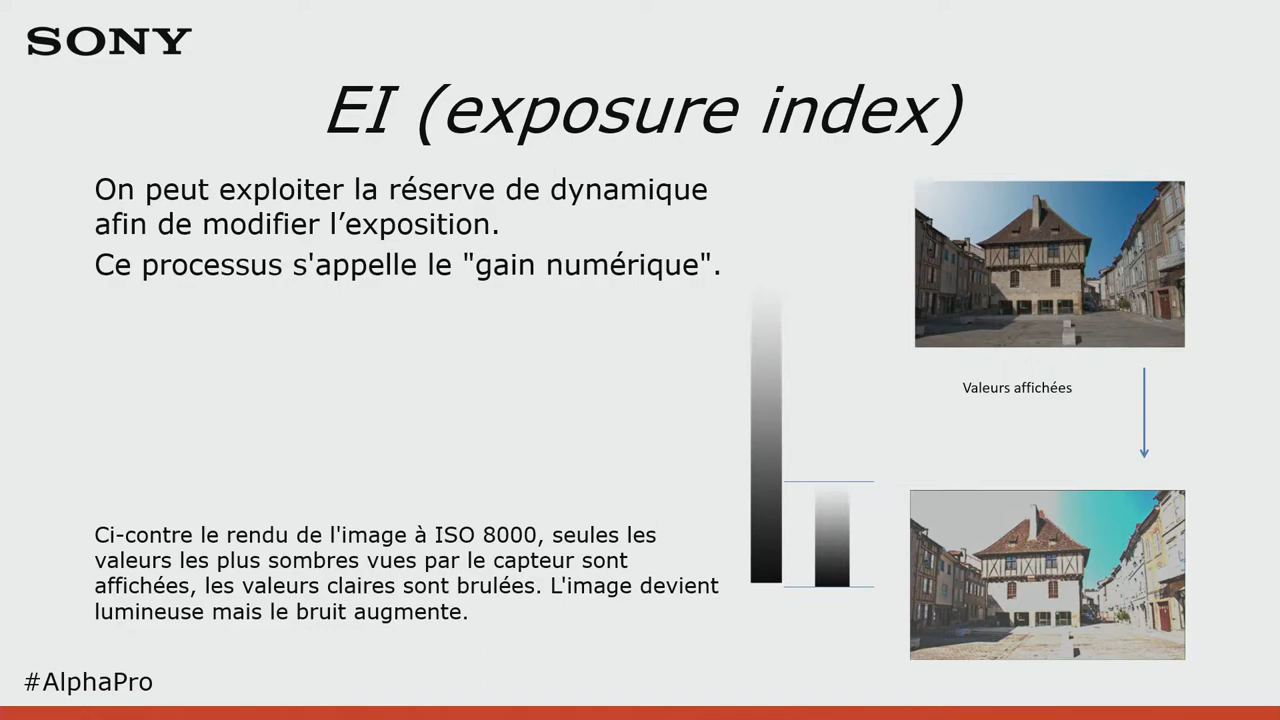 SONY
EI (exposure index)
On peut exploiter la réserve de dynamique
afin de modifier l’exposition.
Ce processus s'appelle le "gain numérique".
Valeurs affichées
Ci-contre le rendu de l'image à ISO 8000, seules les
valeurs les plus sombres vues par le capteur sont
affichées, les valeurs claires sont brulées. L'image devient
lumineuse mais le bruit augmente.
#AlphaPro